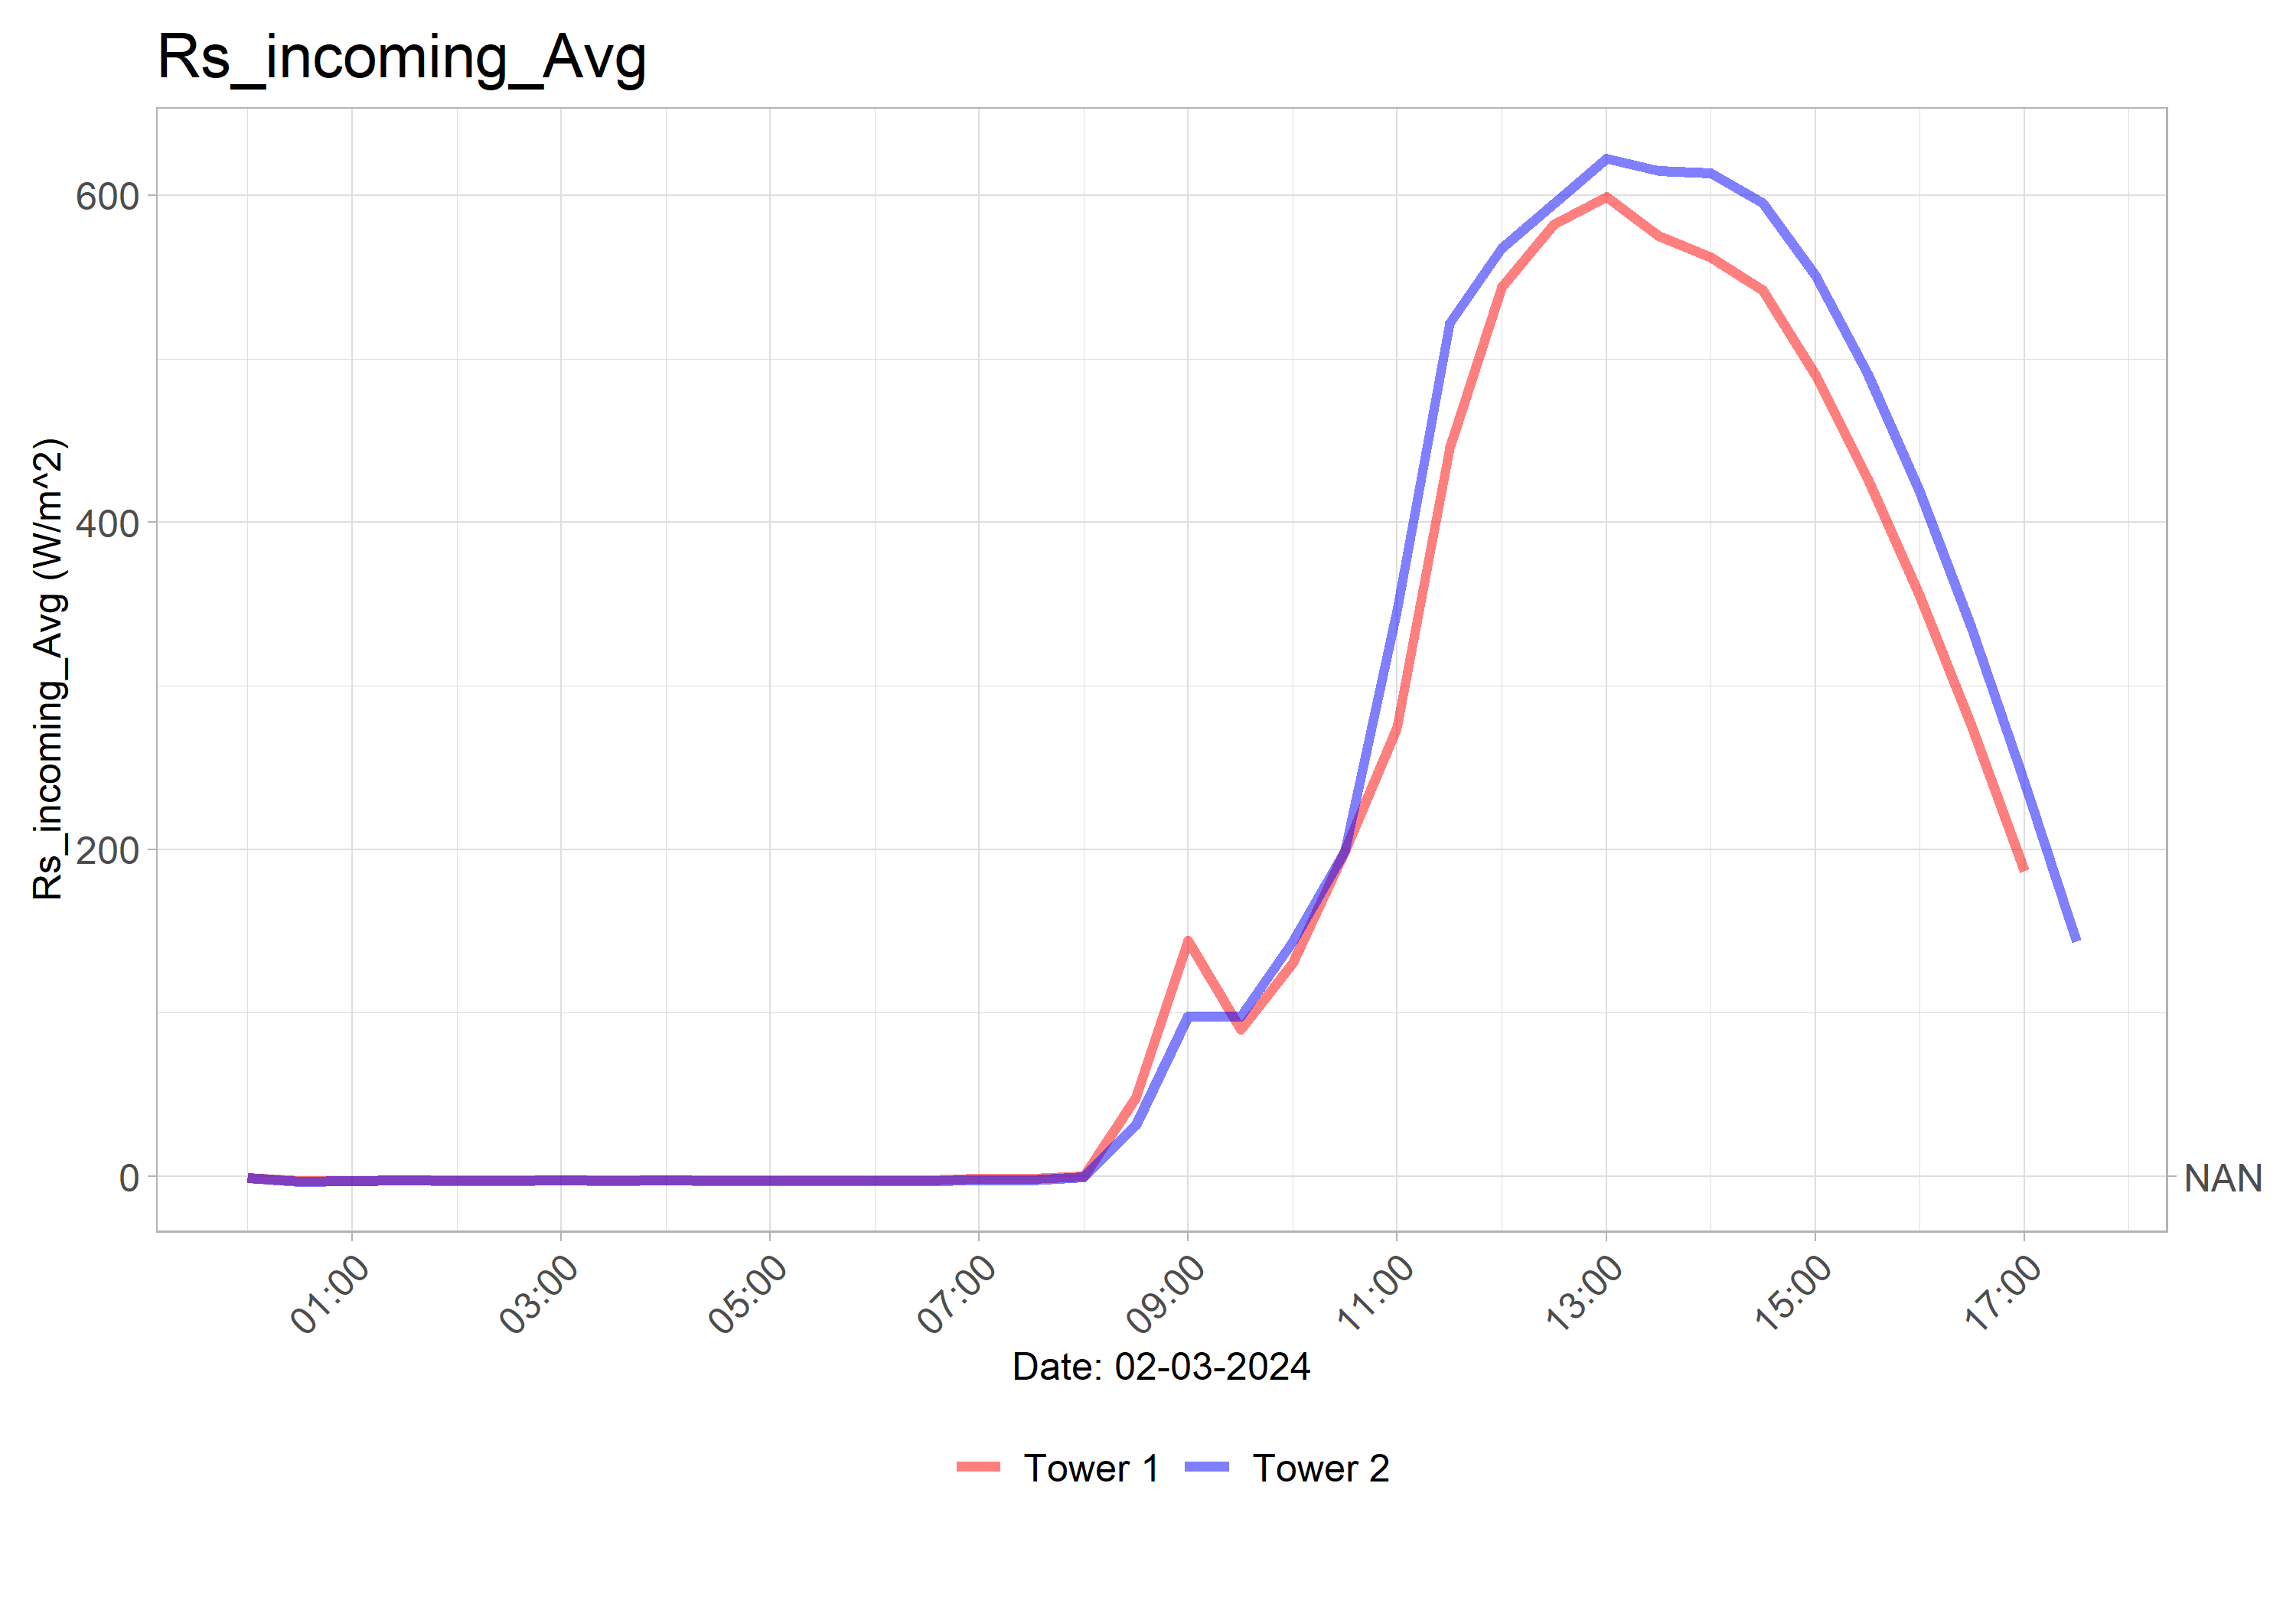 Rs_incoming_Avg
Rs_incoming_Avg (W/m^2)
600
400
200
0
NAN
01:00
03:00
05:00
07:00
09:00
11:00
13:00
15:00
17:00
Date: 02-03-2024
Tower 1 Tower 2